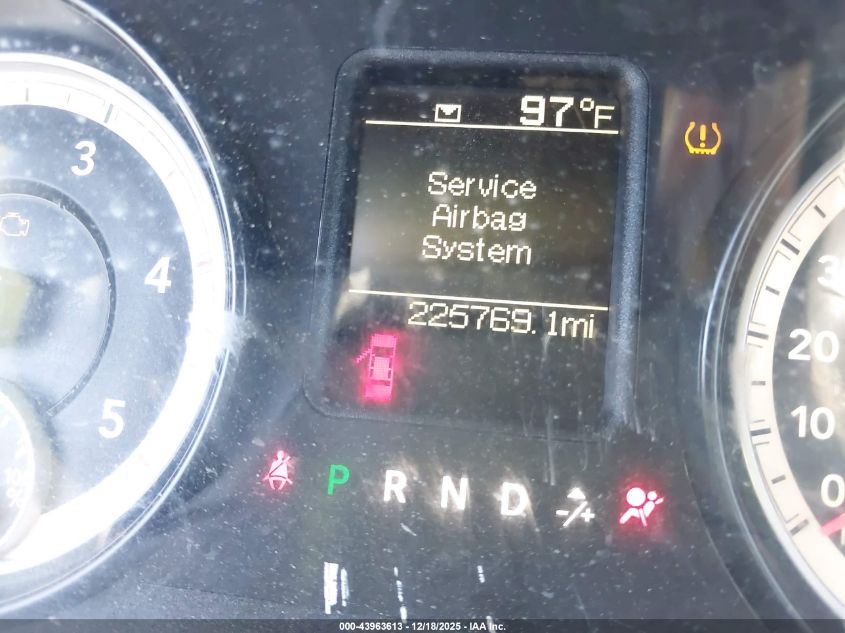 97°F
Service
Airbag
System
225769.1mi
P R N D -/+
3
4
5
20
10
0
000-43963613 - 12/18/2025 - IAA Inc.